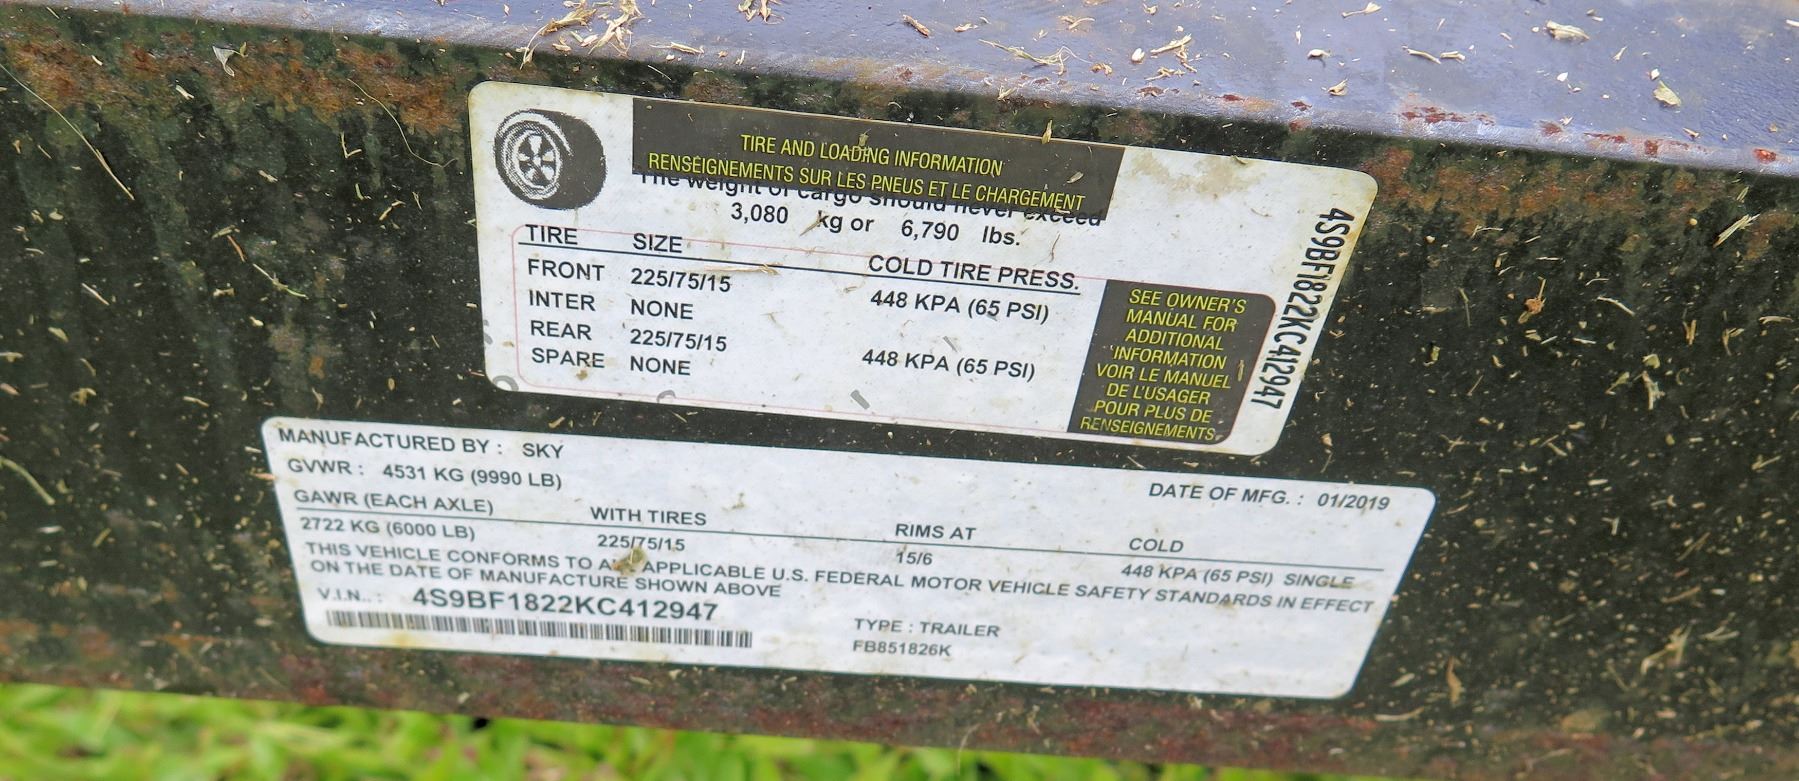 TIRE AND LOADING INFORMATION
RENSEIGNEMENTS SUR LES PNEUS ET LE CHARGEMENT
The weight of cargo should never exceed
3,080 kg or 6,790 lbs.
TIRE SIZE COLD TIRE PRESS.
FRONT 225/75/15 448 KPA (65 PSI)
INTER NONE
REAR 225/75/15 448 KPA (65 PSI)
SPARE NONE
SEE OWNER'S
MANUAL FOR
ADDITIONAL
INFORMATION
VOIR LE MANUEL
DE L'USAGER
POUR PLUS DE
RENSEIGNEMENTS
4S9BF1822KC412947
MANUFACTURED BY : SKY DATE OF MFG. : 01/2019
GVWR : 4531 KG (9990 LB)
GAWR (EACH AXLE) WITH TIRES RIMS AT COLD
2722 KG (6000 LB) 225/75/15 15/6 448 KPA (65 PSI) SINGLE
THIS VEHICLE CONFORMS TO APPLICABLE U.S. FEDERAL MOTOR VEHICLE SAFETY STANDARDS IN EFFECT
ON THE DATE OF MANUFACTURE SHOWN ABOVE
V.I.N.. : 4S9BF1822KC412947 TYPE : TRAILER
FB851826K